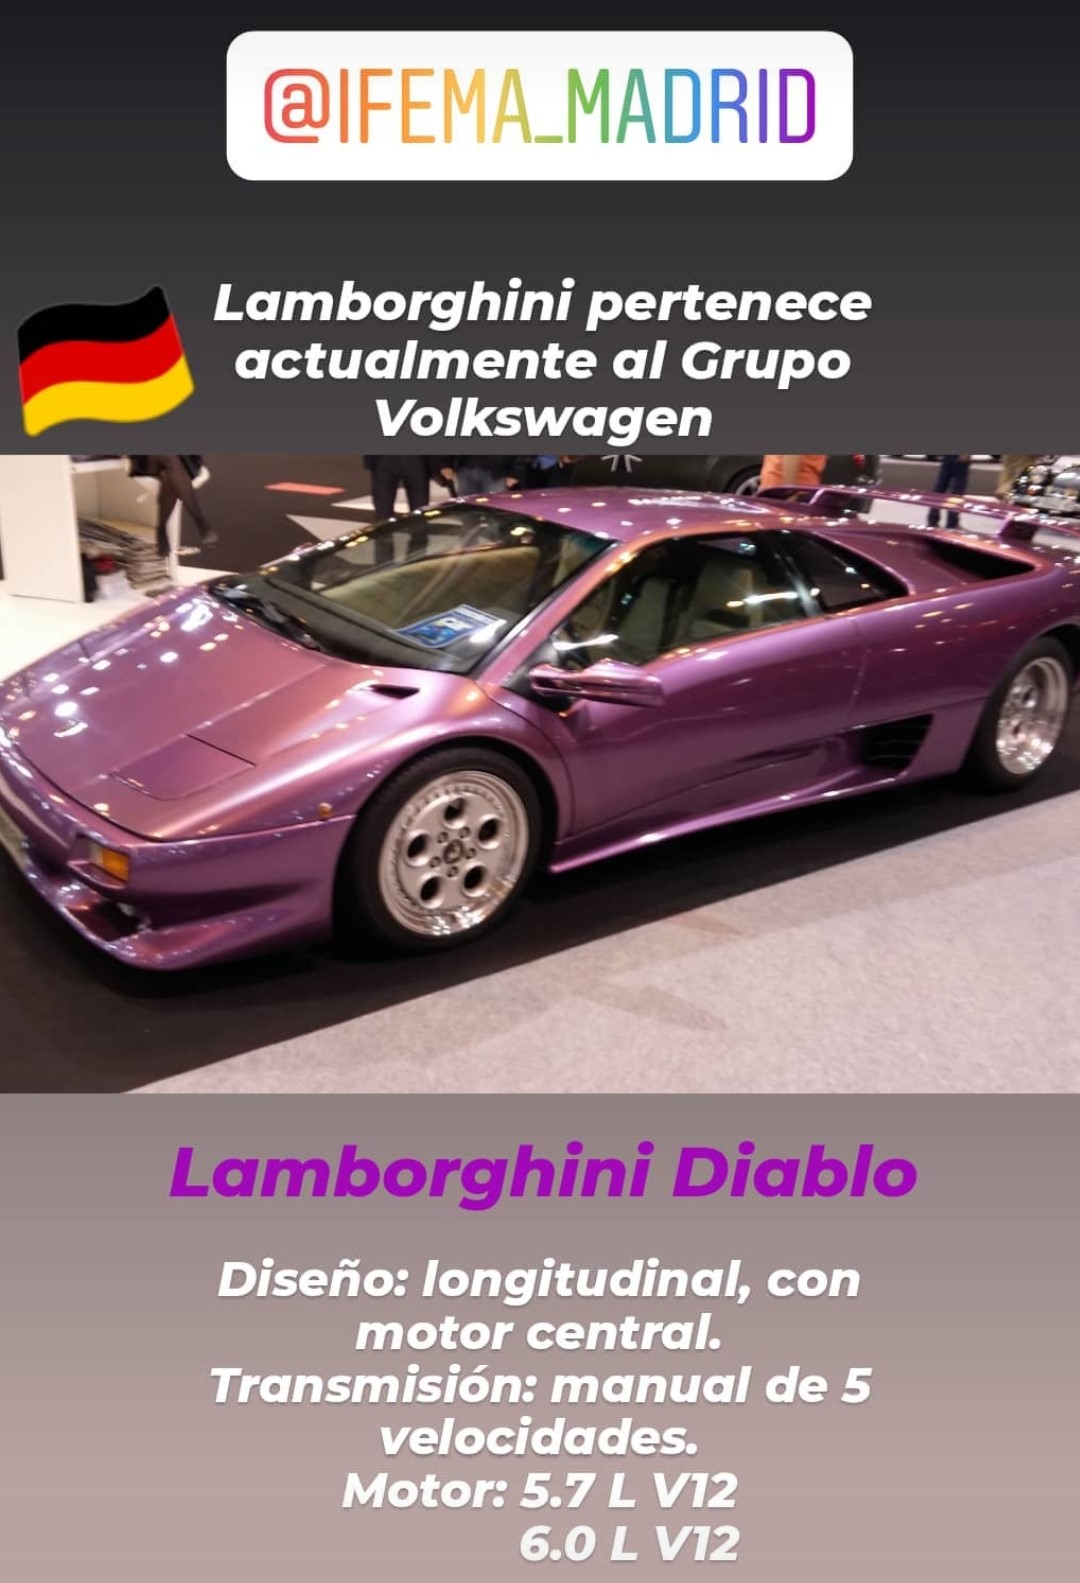 @IFEMA_MADRID
Lamborghini pertenece
actualmente al Grupo
Volkswagen
Lamborghini Diablo
Diseño: longitudinal, con
motor central.
Transmisión: manual de 5
velocidades.
Motor: 5.7 L V12
6.0 L V12